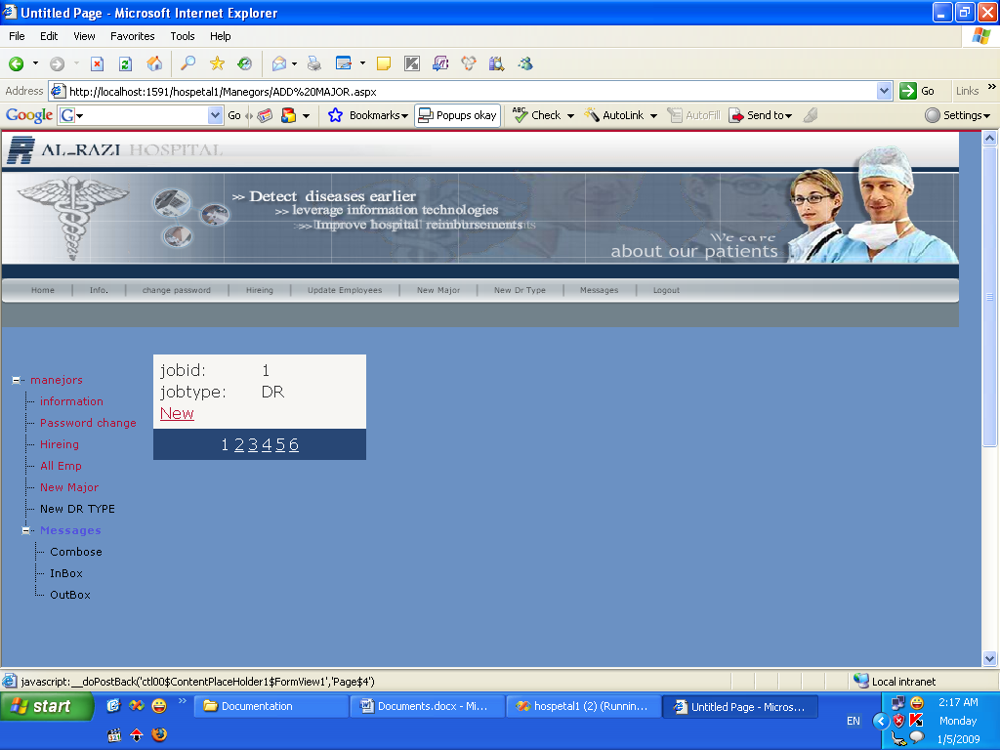 Untitled Page - Microsoft Internet Explorer
File Edit View Favorites Tools Help
Address http://localhost:1591/hospetal1/Manegors/ADD%20MAJOR.aspx Go Links »
Google G Go Bookmarks Popups okay ABC Check AutoLink AutoFill Send to Settings
AL-RAZI HOSPITAL
>> Detect diseases earlier
>> leverage information technologies
>> Improve hospital reimbursements
We care
about our patients
Home Info. change password Hireing Update Employees New Major New Dr Type Messages Logout
manejors
information
Password change
Hireing
All Emp
New Major
New DR TYPE
Messages
Compose
InBox
OutBox
jobid: 1
jobtype: DR
New
1 2 3 4 5 6
javascript:__doPostBack('ctl00$ContentPlaceHolder1$FormView1','Page$4') Local intranet
start » Documentation Documents.docx - Mi... hospetal1 (2) (Runnin... Untitled Page - Micros... EN
2:17 AM
Monday
1/5/2009